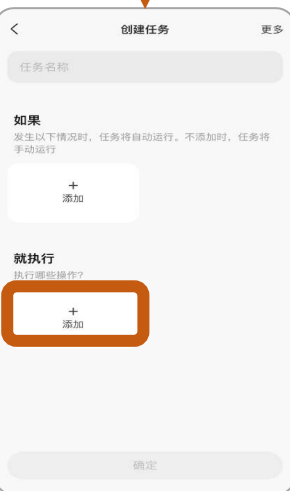 创建任务
更多
任务名称
如果
发生以下情况时，任务将自动运行。不添加时，任务将
手动运行
+
添加
就执行
执行哪些操作？
+
添加
确定